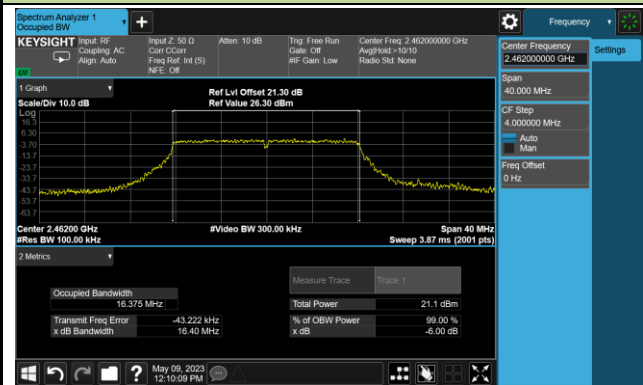 Spectrum Analyzer 1
Occupied BW
+
Frequency
KEYSIGHT
Input: RF
Coupling: AC
Align: Auto
Input Z: 50 Ω
Corr CCorr
Freq Ref: Int (S)
NFE: Off
Atten: 10 dB
Trig: Free Run
Gate: Off
#IF Gain: Low
Center Freq: 2.462000000 GHz
Avg|Hold:>10/10
Radio Std: None
LXI
Center Frequency
2.462000000 GHz
Settings
Span
40.000 MHz
CF Step
4.000000 MHz
Auto
Man
Freq Offset
0 Hz
1 Graph
Scale/Div 10.0 dB
Ref Lvl Offset 21.30 dB
Ref Value 26.30 dBm
Log
16.3
6.30
-3.70
-13.7
-23.7
-33.7
-43.7
-53.7
-63.7
Center 2.46200 GHz
#Res BW 100.00 kHz
#Video BW 300.00 kHz
Span 40 MHz
Sweep 3.87 ms (2001 pts)
2 Metrics
Measure Trace Trace 1
Occupied Bandwidth
16.375 MHz
Total Power 21.1 dBm
Transmit Freq Error -43.222 kHz
% of OBW Power 99.00 %
x dB Bandwidth 16.40 MHz
x dB -6.00 dB
?
May 09, 2023
12:10:09 PM